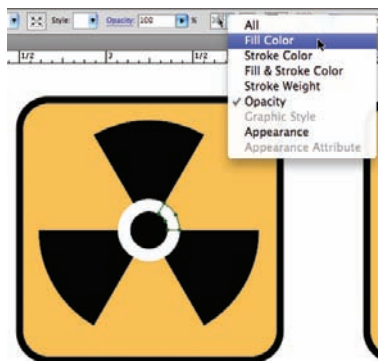 Style: Opacity: 100 %
1/2 3 1/2
All
Fill Color
Stroke Color
Fill & Stroke Color
Stroke Weight
✓ Opacity
Graphic Style
Appearance
Appearance Attribute